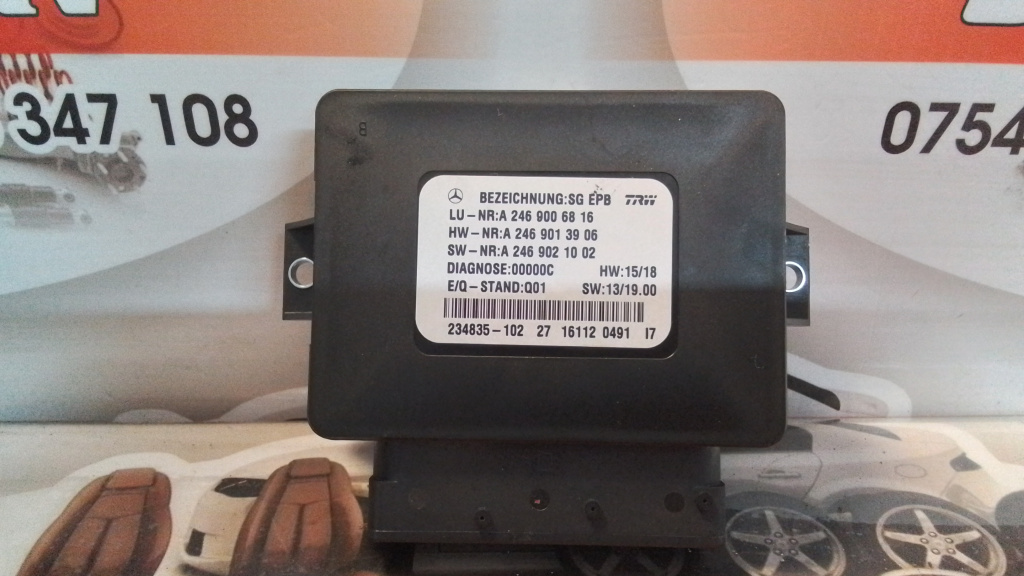 347 108
0754
BEZEICHNUNG:SG EPB TRW
LU-NR:A 246 900 68 16
HW-NR:A 246 901 39 06
SW-NR:A 246 902 10 02
DIAGNOSE:00000C HW:15/18
E/Q-STAND:Q01 SW:13/19.00
234835-102 27 16112 0491 I7